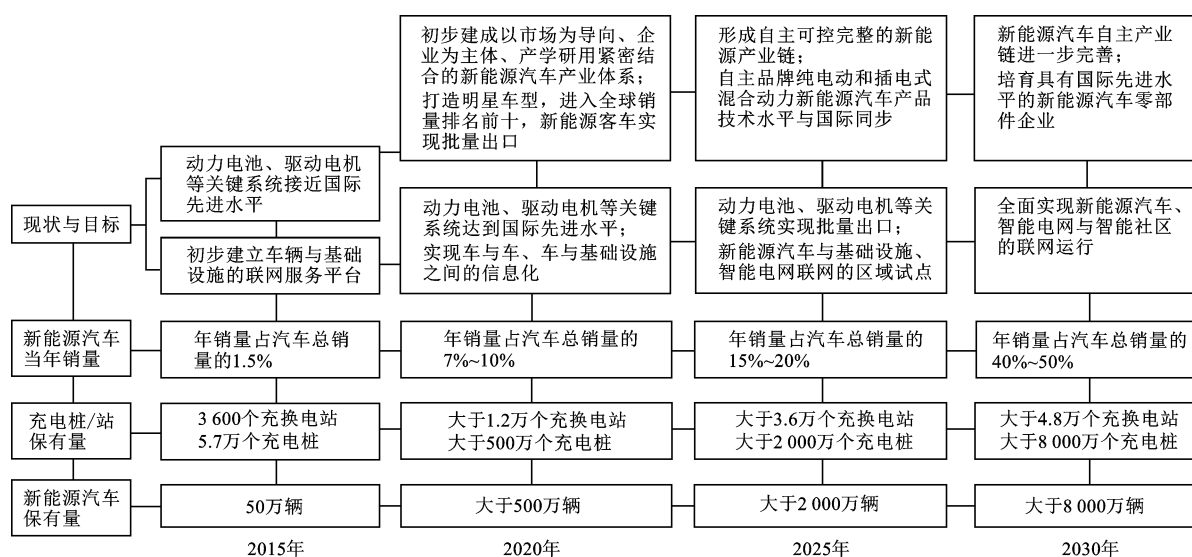 现状与目标
动力电池、驱动电机
等关键系统接近国际
先进水平
初步建立车辆与基础
设施的联网服务平台
初步建成以市场为导向、企
业为主体、产学研用紧密结
合的新能源汽车产业体系；
打造明星车型，进入全球销
量排名前十，新能源客车实
现批量出口
动力电池、驱动电机等关键
系统达到国际先进水平；
实现车与车、车与基础设施
之间的信息化
形成自主可控完整的新能
源产业链；
自主品牌纯电动和插电式
混合动力新能源汽车产品
技术水平与国际同步
动力电池、驱动电机等关
键系统实现批量出口；
新能源汽车与基础设施、
智能电网联网的区域试点
新能源汽车自主产业
链进一步完善；
培育具有国际先进水
平的新能源汽车零部
件企业
全面实现新能源汽车、
智能电网与智能社区
的联网运行
新能源汽车
当年销量
年销量占汽车总销
量的1.5%
年销量占汽车总销量的
7%~10%
年销量占汽车总销量的
15%~20%
年销量占汽车总销量的
40%~50%
充电桩/站
保有量
3 600个充换电站
5.7万个充电桩
大于1.2万个充换电站
大于500万个充电桩
大于3.6万个充换电站
大于2 000万个充电桩
大于4.8万个充换电站
大于8 000万个充电桩
新能源汽车
保有量
50万辆
大于500万辆
大于2 000万辆
大于8 000万辆
2015年
2020年
2025年
2030年